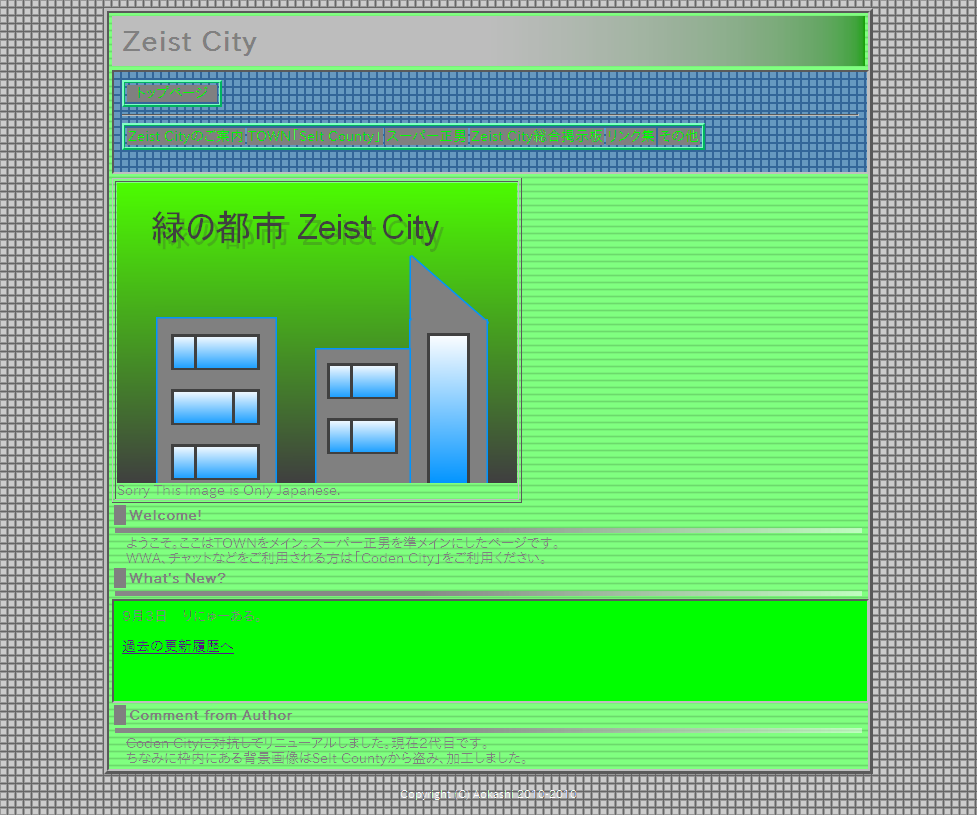 Zeist City
トップページ
Zeist Cityのご案内 TOWN「Selt County」 スーパー正男 Zeist City総合掲示板 リンク集 その他
緑の都市 Zeist City
Sorry This Image is Only Japanese.
Welcome!
ようこそ。ここはTOWNをメイン。スーパー正男を準メインにしたページです。
WWA、チャットなどをご利用される方は「Coden City」をご利用ください。
What's New?
9月3日　りにゅーある。
過去の更新履歴へ
Comment from Author
Coden Cityに対抗してリニューアルしました。現在2代目です。
ちなみに枠内にある背景画像はSelt Countyから盗み、加工しました。
Copyright (C) Aokashi 2010-2010